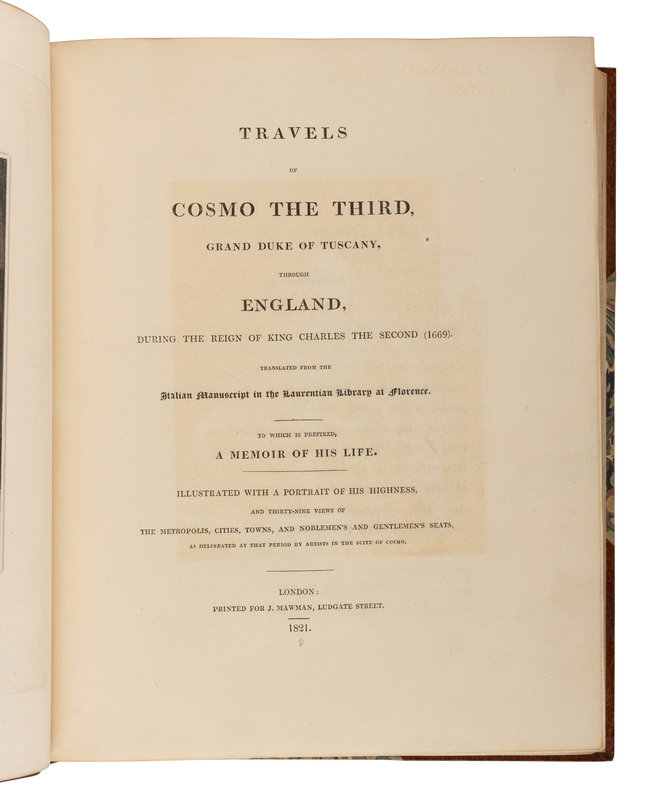 TRAVELS
OF
COSMO THE THIRD,
GRAND DUKE OF TUSCANY,
THROUGH
ENGLAND,
DURING THE REIGN OF KING CHARLES THE SECOND (1669).
TRANSLATED FROM THE
Italian Manuscript in the Laurentian Library at Florence.
TO WHICH IS PREFIXED,
A MEMOIR OF HIS LIFE.
ILLUSTRATED WITH A PORTRAIT OF HIS HIGHNESS,
AND THIRTY-NINE VIEWS OF
THE METROPOLIS, CITIES, TOWNS, AND NOBLEMEN'S AND GENTLEMEN'S SEATS,
AS DELINEATED AT THAT PERIOD BY ARTISTS IN THE SUITE OF COSMO.
LONDON:
PRINTED FOR J. MAWMAN, LUDGATE STREET.
1821.